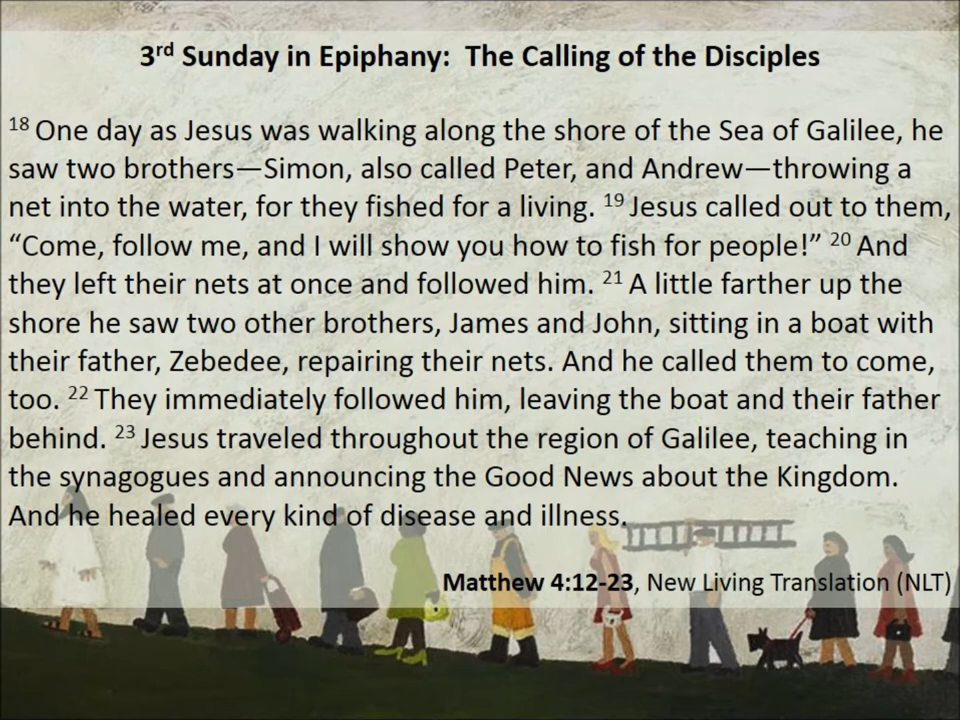 3rd Sunday in Epiphany: The Calling of the Disciples
18 One day as Jesus was walking along the shore of the Sea of Galilee, he
saw two brothers—Simon, also called Peter, and Andrew—throwing a
net into the water, for they fished for a living. 19 Jesus called out to them,
“Come, follow me, and I will show you how to fish for people!” 20 And
they left their nets at once and followed him. 21 A little farther up the
shore he saw two other brothers, James and John, sitting in a boat with
their father, Zebedee, repairing their nets. And he called them to come,
too. 22 They immediately followed him, leaving the boat and their father
behind. 23 Jesus traveled throughout the region of Galilee, teaching in
the synagogues and announcing the Good News about the Kingdom.
And he healed every kind of disease and illness.
Matthew 4:12-23, New Living Translation (NLT)